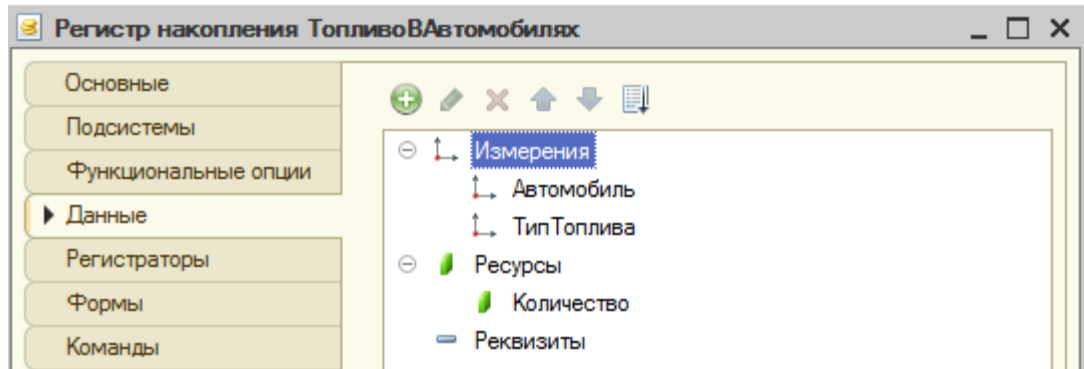 Регистр накопления ТопливоВАвтомобилях
Основные
Подсистемы
Функциональные опции
Данные
Регистраторы
Формы
Команды
Измерения
Автомобиль
ТипТоплива
Ресурсы
Количество
Реквизиты